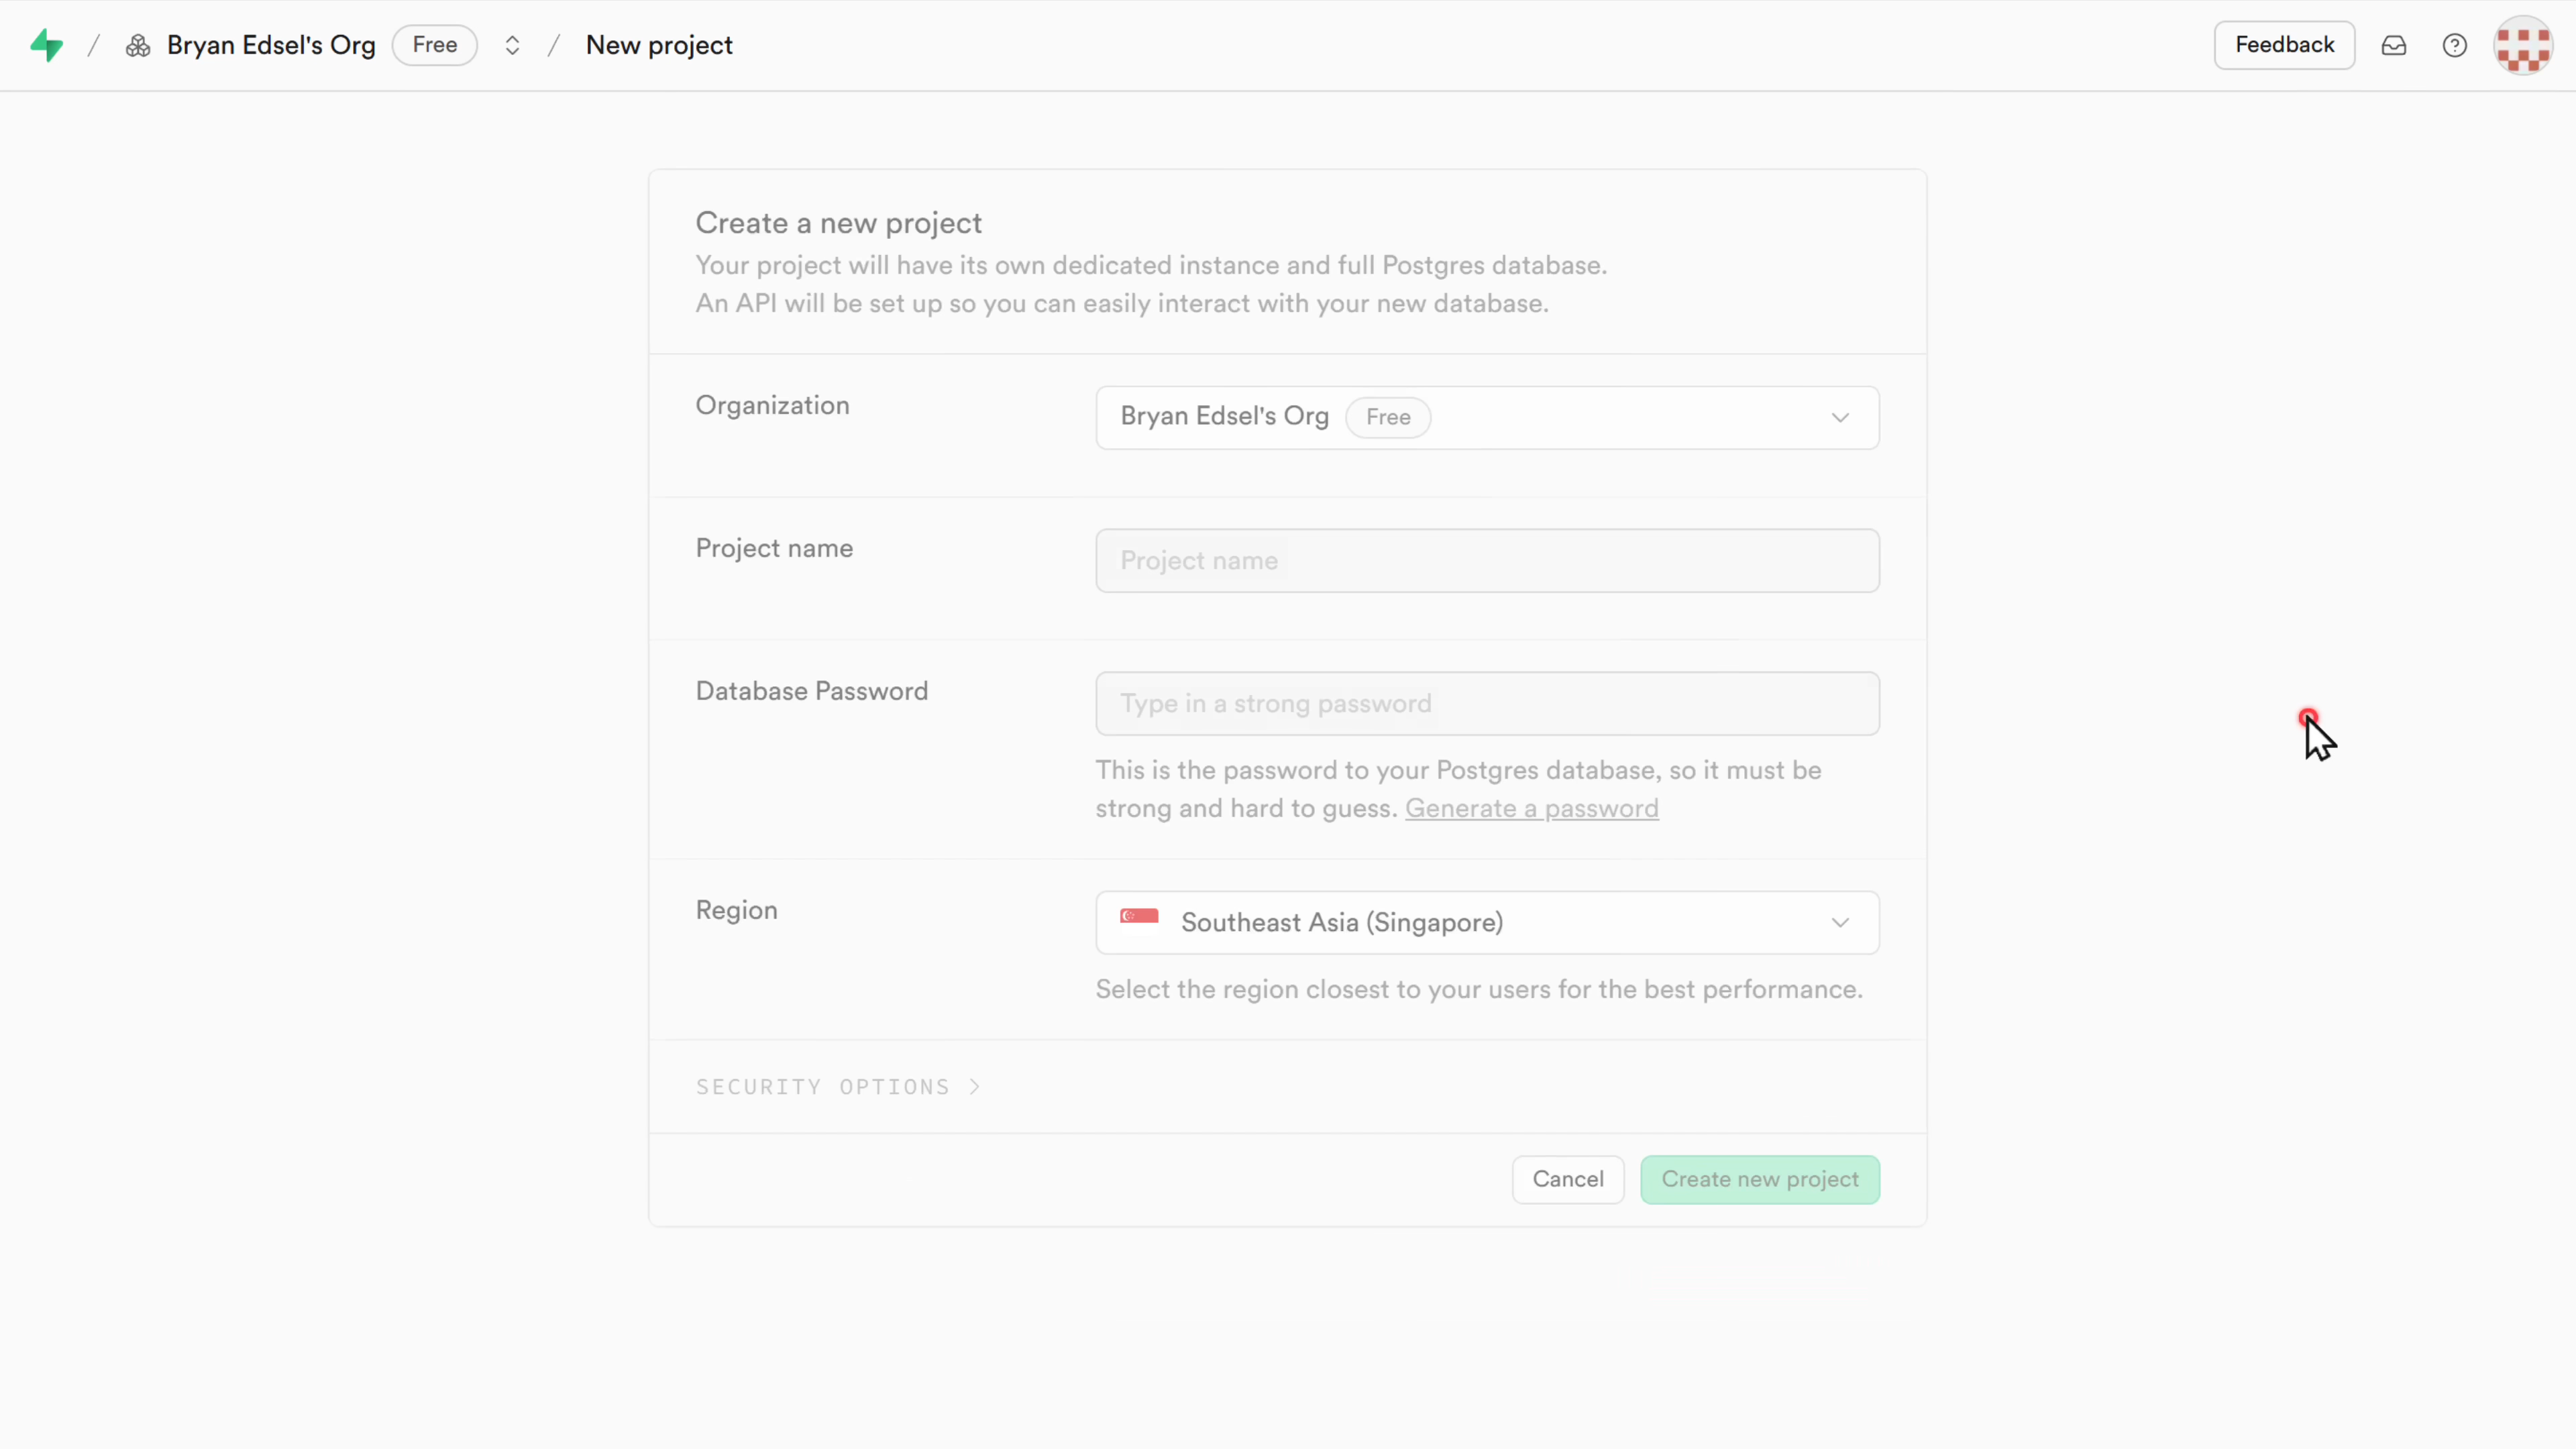 Bryan Edsel's Org Free New project Feedback
Create a new project
Your project will have its own dedicated instance and full Postgres database.
An API will be set up so you can easily interact with your new database.
Organization
Bryan Edsel's Org Free
Project name
Project name
Database Password
Type in a strong password
This is the password to your Postgres database, so it must be
strong and hard to guess. Generate a password
Region
Southeast Asia (Singapore)
Select the region closest to your users for the best performance.
SECURITY OPTIONS
Cancel Create new project